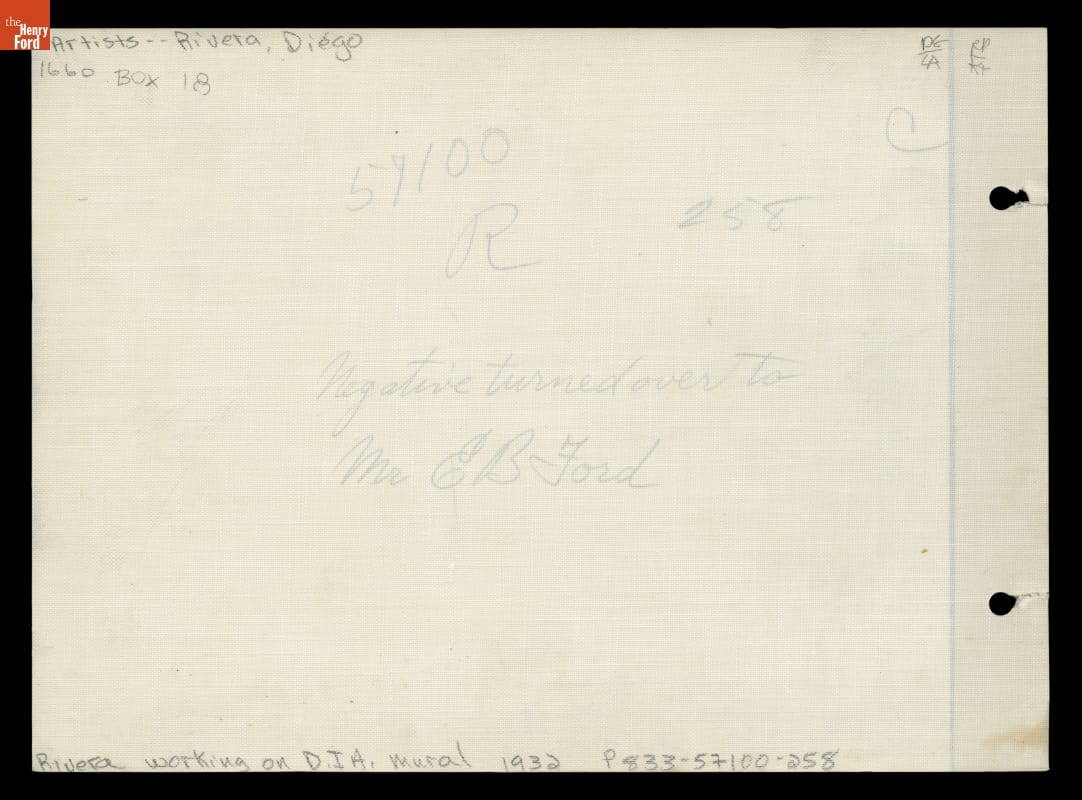 the
Henry
Ford
Artists -- Rivera, Diego
1660 Box 18
C
57100
R
258
Negative turned over to
Mr E B Ford
Rivera working on D.I.A. mural 1932 P833-57100-258